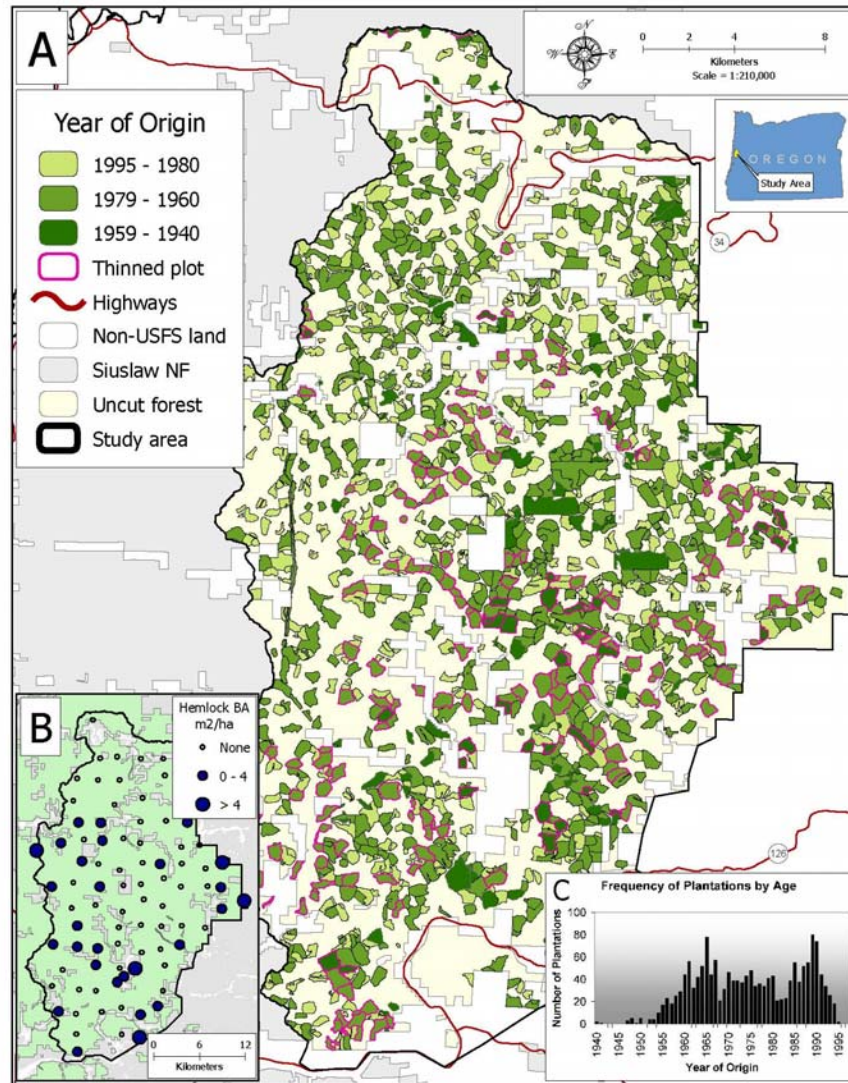 A
N
W
E
S
0 2 4 8
Kilometers
Scale = 1:210,000
Year of Origin
1995 - 1980
1979 - 1960
1959 - 1940
Thinned plot
Highways
Non-USFS land
Siuslaw NF
Uncut forest
Study area
OREGON
Study Area
34
126
B
Hemlock BA
m2/ha
None
0 - 4
> 4
0 6 12
Kilometers
C
Frequency of Plantations by Age
Number of Plantations
100
80
60
40
20
0
1940 1945 1950 1955 1960 1965 1970 1975 1980 1985 1990 1995
Year of Origin